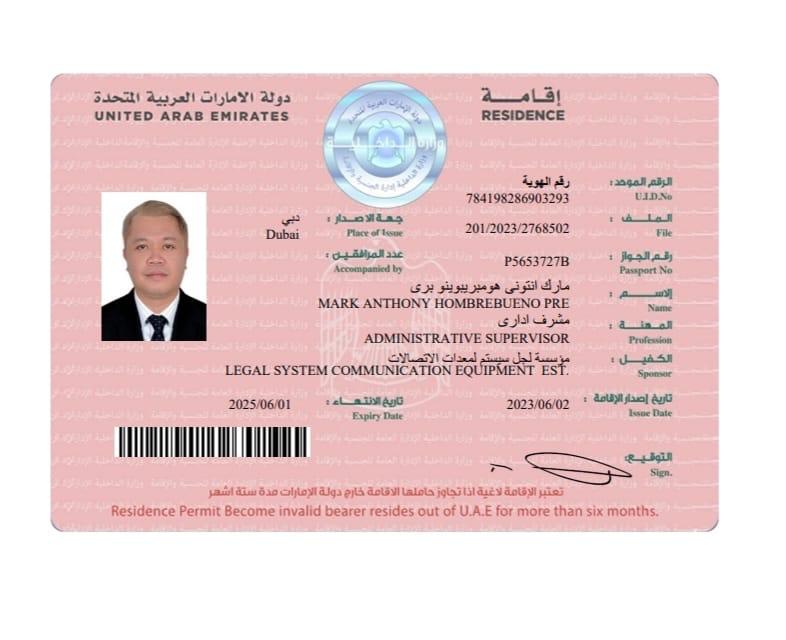 دولة الامارات العربية المتحدة
UNITED ARAB EMIRATES
إقامة
RESIDENCE
وزارة الداخلية
الرقم الموحد :
U.I.D.No
رقم الهوية
784198286903293
الملف :
File
201/2023/2768502
جهة الاصدار :
Place of Issue
دبي
Dubai
رقم الجواز :
Passport No
P5653727B
عدد المرافقين :
Accompanied by
الاسم :
Name
مارك انتونى هومبريبوينو برى
MARK ANTHONY HOMBREBUENO PRE
المهنة :
Profession
مشرف ادارى
ADMINISTRATIVE SUPERVISOR
الكفيل :
Sponsor
مؤسسة لجل سيستم لمعدات الاتصالات
LEGAL SYSTEM COMMUNICATION EQUIPMENT EST.
تاريخ إصدار الإقامة :
Issue Date
2023/06/02
تاريخ الانتهاء :
Expiry Date
2025/06/01
التوقيع :
Sign.
تعتبر الإقامة لاغية اذا تجاوز حاملها الاقامة خارج دولة الإمارات مدة ستة اشهر
Residence Permit Become invalid bearer resides out of U.A.E for more than six months.